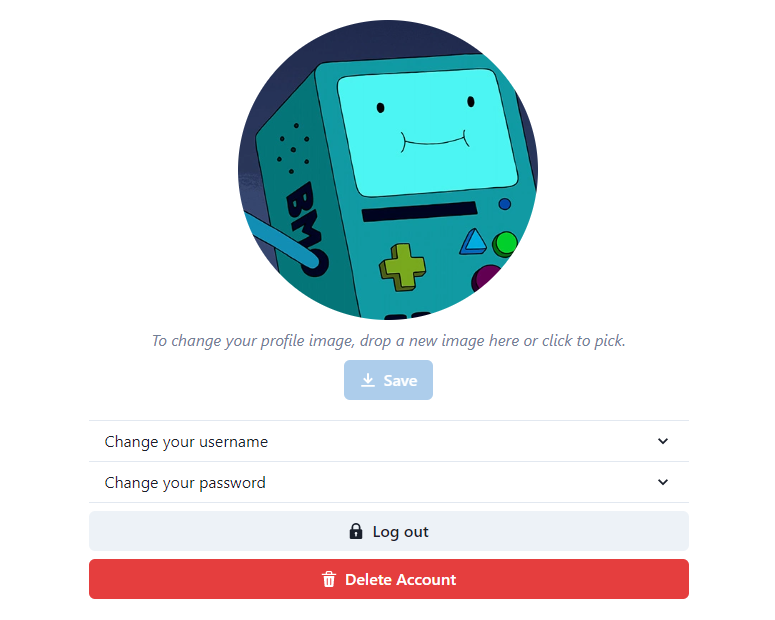 BMO
To change your profile image, drop a new image here or click to pick.
Save
Change your username
Change your password
Log out
Delete Account